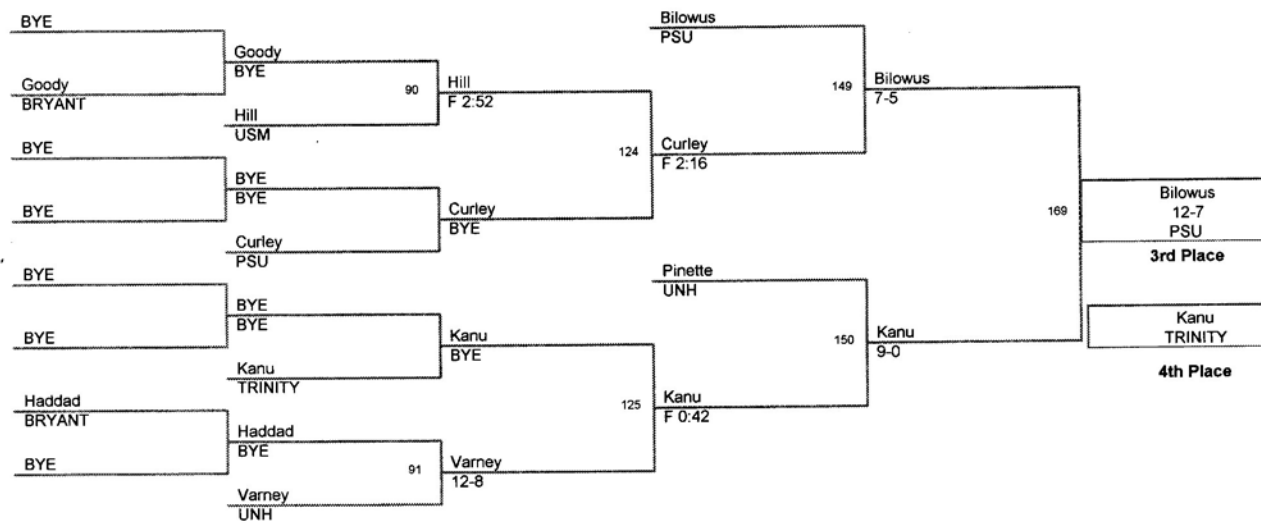 BYE
Goody
BRYANT
BYE
BYE
BYE
BYE
Haddad
BRYANT
BYE
Goody
BYE
90
Hill
USM
BYE
BYE
Curley
PSU
BYE
BYE
Kanu
TRINITY
Haddad
BYE
91
Varney
UNH
Hill
F 2:52
124
Curley
BYE
Kanu
BYE
125
Varney
12-8
Bilowus
PSU
149
Curley
F 2:16
Pinette
UNH
150
Kanu
F 0:42
Bilowus
7-5
169
Kanu
9-0
Bilowus
12-7
PSU
3rd Place
Kanu
TRINITY
4th Place